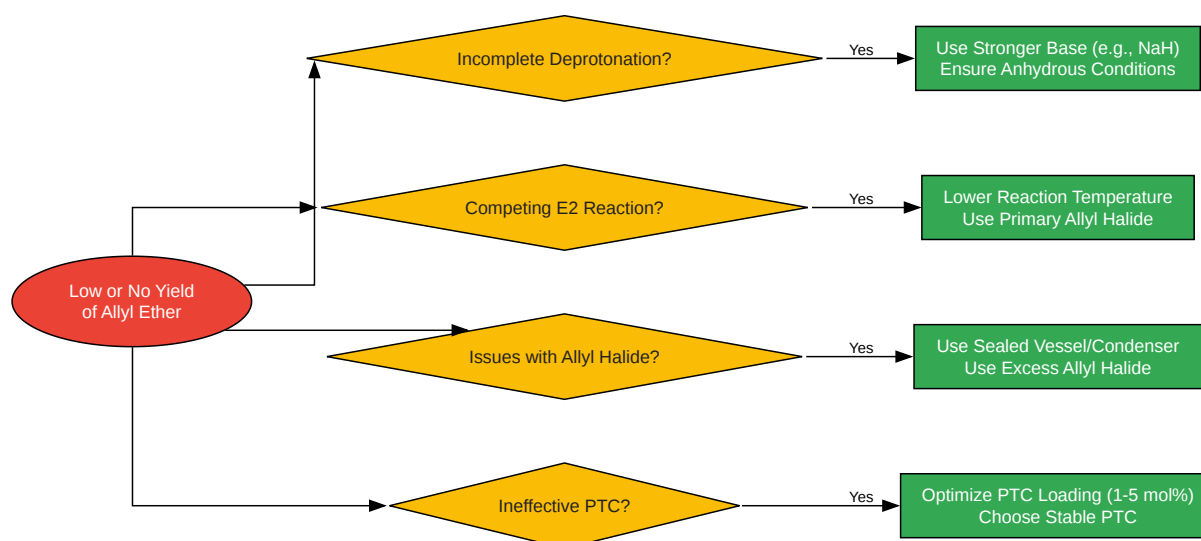 Incomplete Deprotonation?
Yes
Use Stronger Base (e.g., NaH)
Ensure Anhydrous Conditions
Competing E2 Reaction?
Yes
Lower Reaction Temperature
Use Primary Allyl Halide
Low or No Yield
of Allyl Ether
Issues with Allyl Halide?
Yes
Use Sealed Vessel/Condenser
Use Excess Allyl Halide
Ineffective PTC?
Yes
Optimize PTC Loading (1-5 mol%)
Choose Stable PTC